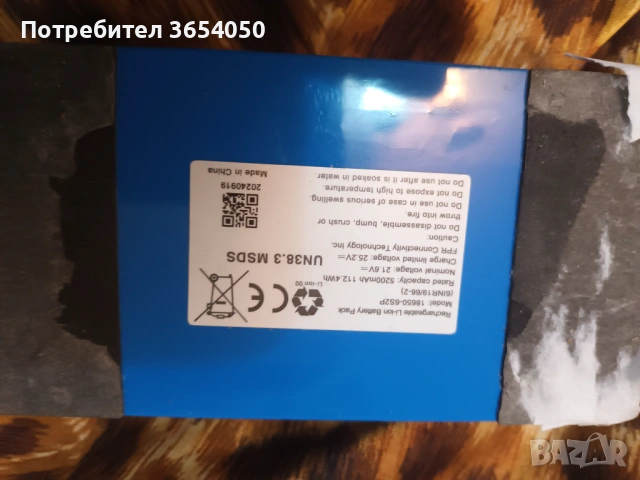 Потребител 3654050
Rechargeable Li-ion Battery Pack
Model: 18650-6S2P
(6INR19/66-2)
Rated capacity: 5200mAh 112.4Wh
Nominal voltage: 21.6V
Charge limited voltage: 25.2V
FPR Connectivity Technology Inc.
Caution:
Do not disassemble, bump, crush or
throw into fire.
Do not use in case of serious swelling.
Do not expose to high temperature.
Do not use after it is soaked in water.
Li-ion 00
UN38.3 MSDS
20240919
Made in China
BAZAR